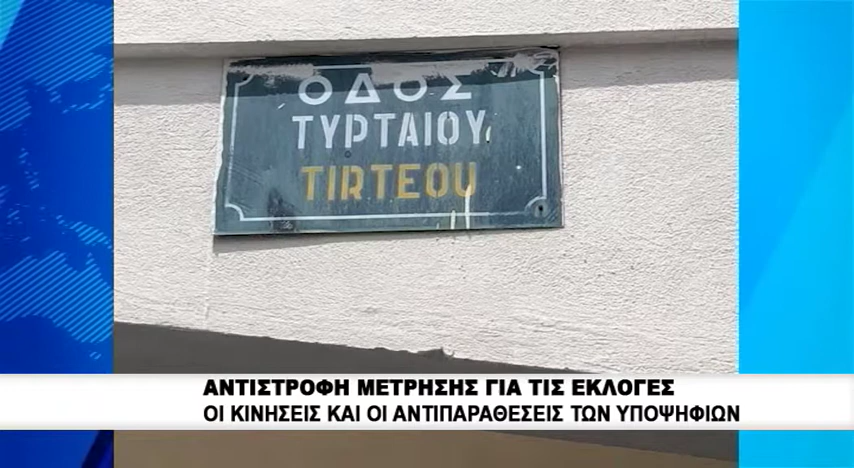 ΟΔΟΣ
ΤΥΡΤΑΙΟΥ
TIRTEOU
ΑΝΤΙΣΤΡΟΦΗ ΜΕΤΡΗΣΗΣ ΓΙΑ ΤΙΣ ΕΚΛΟΓΕΣ
ΟΙ ΚΙΝΗΣΕΙΣ ΚΑΙ ΟΙ ΑΝΤΙΠΑΡΑΘΕΣΕΙΣ ΤΩΝ ΥΠΟΨΗΦΙΩΝ